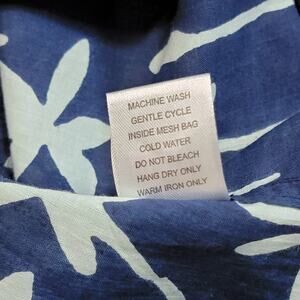 MACHINE WASH
GENTLE CYCLE
INSIDE MESH BAG
COLD WATER
DO NOT BLEACH
HANG DRY ONLY
WARM IRON ONLY